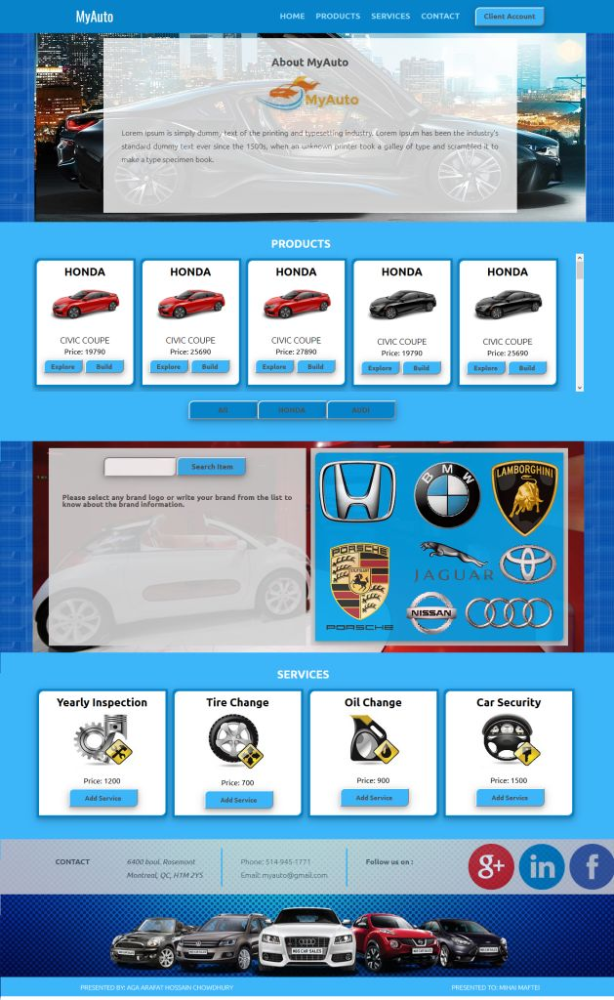 MyAuto
HOME PRODUCTS SERVICES CONTACT Client Account
About MyAuto
MyAuto
Lorem ipsum is simply dummy text of the printing and typesetting industry. Lorem Ipsum has been the industry's
standard dummy text ever since the 1500s, when an unknown printer took a galley of type and scrambled it to
make a type specimen book.
PRODUCTS
HONDA HONDA HONDA HONDA HONDA
CIVIC COUPE CIVIC COUPE CIVIC COUPE CIVIC COUPE CIVIC COUPE
Price: 19790 Price: 25690 Price: 27890 Price: 19790 Price: 25690
Explore Build Explore Build Explore Build Explore Build Explore Build
All HONDA AUDI
Search Item
Please select any brand logo or write your brand from the list to
know about the brand information.
BMW LAMBORGHINI
PORSCHE
JAGUAR
NISSAN
PORSCHE
SERVICES
Yearly Inspection Tire Change Oil Change Car Security
Price: 1200 Price: 700 Price: 900 Price: 1500
Add Service Add Service Add Service Add Service
CONTACT
6400 boul. Rosemont
Montreal, QC, H1M 2Y5
Phone: 514-945-1771
Email: myauto@gmail.com
Follow us on :
g+ in f
CAR SALES
PRESENTED BY: AGA ARAFAT HOSSAIN CHOWDHURY PRESENTED TO: MIHAI MAFTEI